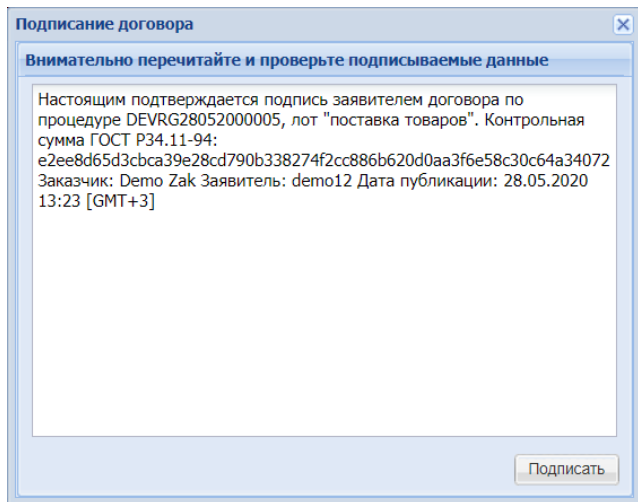 Подписание договора
Внимательно перечитайте и проверьте подписываемые данные
Настоящим подтверждается подпись заявителем договора по
процедуре DEVRG28052000005, лот "поставка товаров". Контрольная
сумма ГОСТ Р34.11-94:
e2ee8d65d3cbca39e28cd790b338274f2cc886b620d0aa3f6e58c30c64a34072
Заказчик: Demo Zak Заявитель: demo12 Дата публикации: 28.05.2020
13:23 [GMT+3]
Подписать